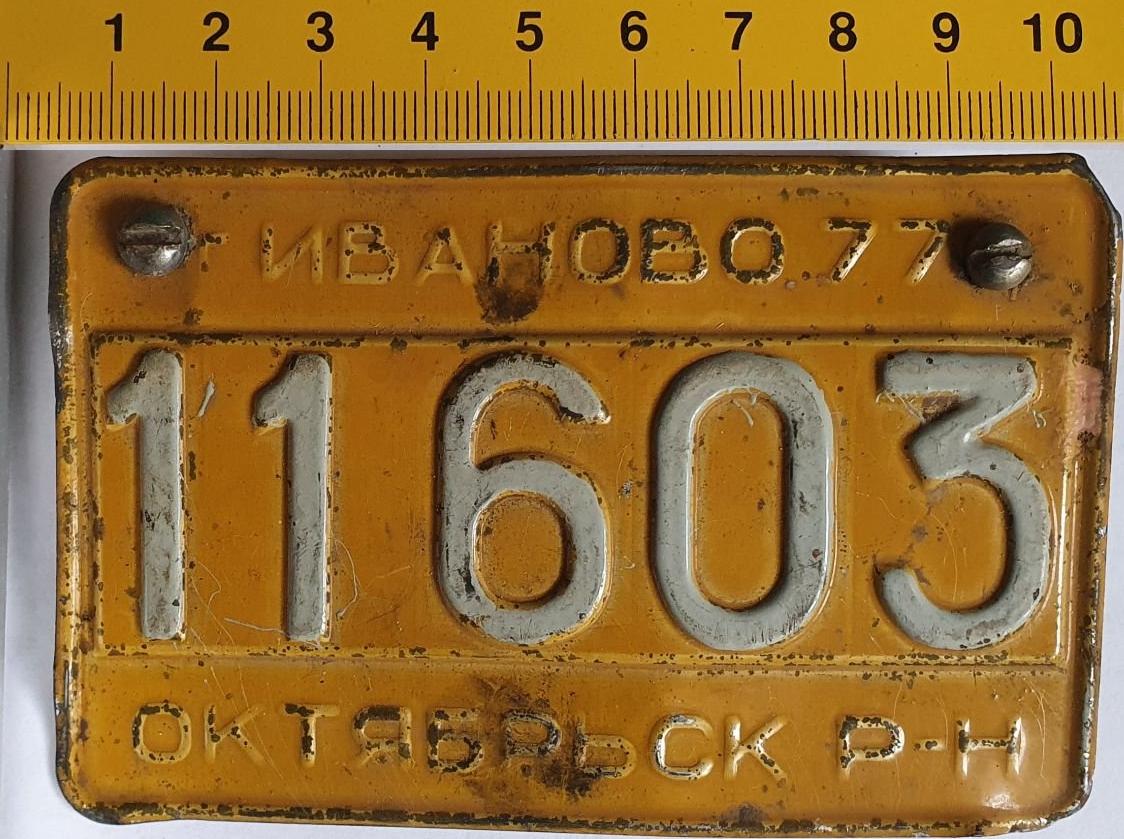 1 2 3 4 5 6 7 8 9 10
г ИВАНОВО 77
11603
ОКТЯБРЬСК Р-Н